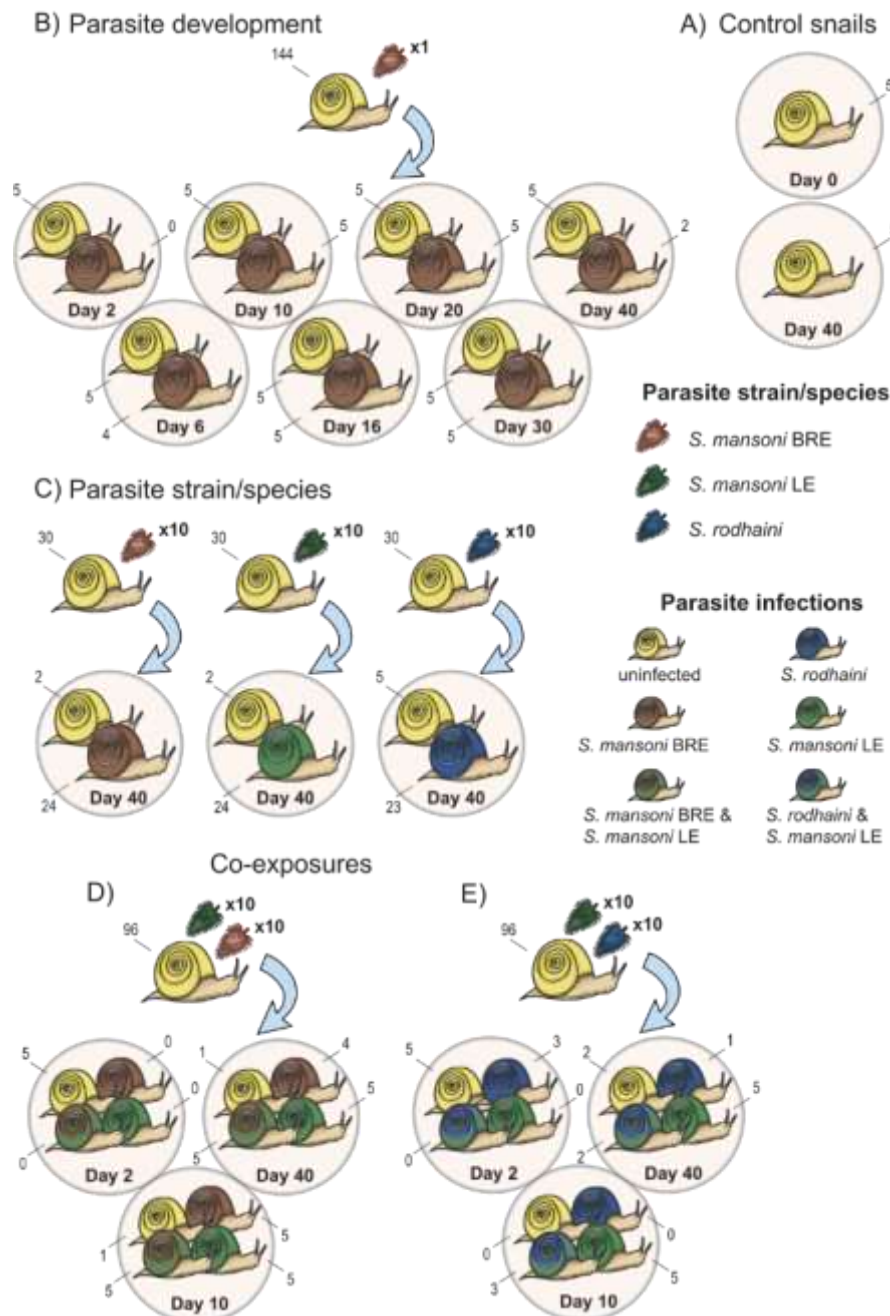 B) Parasite development
A) Control snails
144
x1
5
Day 0
Day 40
5
0
Day 2
5
5
Day 10
5
5
Day 20
5
2
Day 40
5
4
Day 6
5
5
Day 16
5
5
Day 30
Parasite strain/species
S. mansoni BRE
S. mansoni LE
S. rodhaini
C) Parasite strain/species
30
x10
30
x10
30
x10
2
24
Day 40
2
24
Day 40
5
23
Day 40
Parasite infections
uninfected
S. rodhaini
S. mansoni BRE
S. mansoni LE
S. mansoni BRE &
S. mansoni LE
S. rodhaini &
S. mansoni LE
Co-exposures
D)
96
x10
x10
5
0
0
0
Day 2
1
4
5
5
Day 40
1
5
5
5
Day 10
E)
96
x10
x10
5
3
0
0
Day 2
2
1
5
2
Day 40
0
0
3
5
Day 10